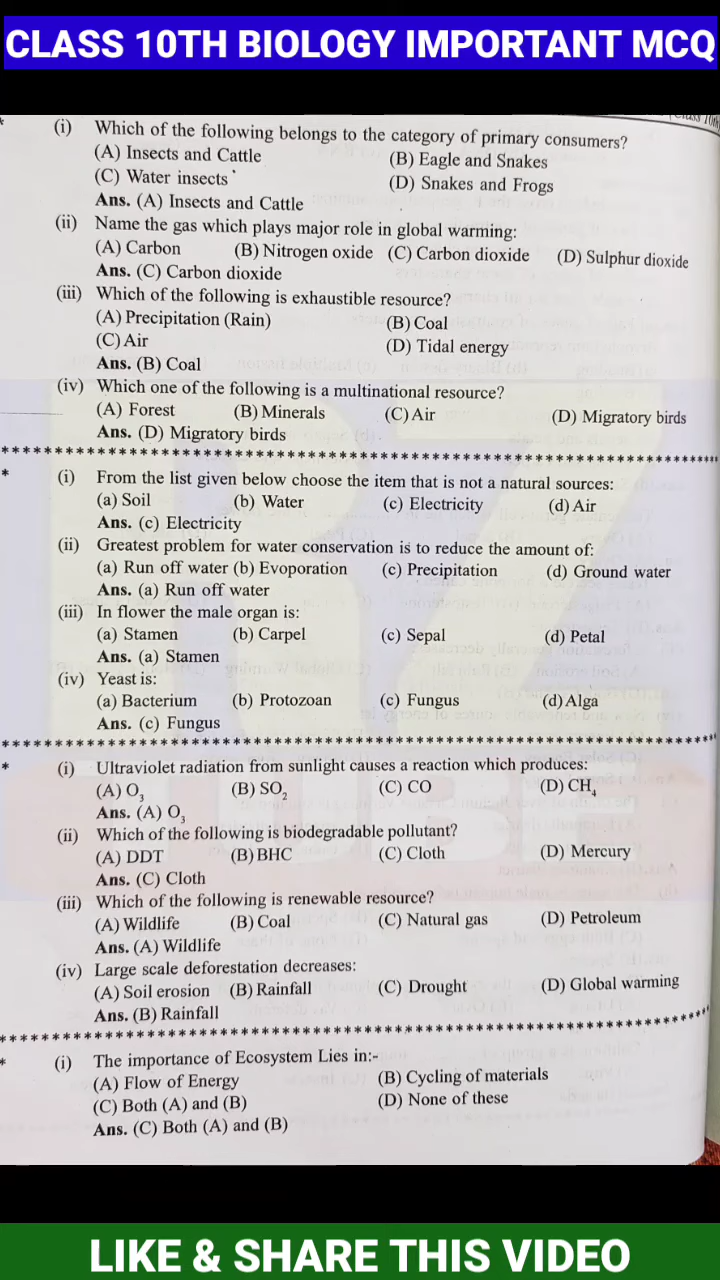 CLASS 10TH BIOLOGY IMPORTANT MCQ
(i) Which of the following belongs to the category of primary consumers?
(A) Insects and Cattle (B) Eagle and Snakes
(C) Water insects (D) Snakes and Frogs
Ans. (A) Insects and Cattle
(ii) Name the gas which plays major role in global warming:
(A) Carbon (B) Nitrogen oxide (C) Carbon dioxide (D) Sulphur dioxide
Ans. (C) Carbon dioxide
(iii) Which of the following is exhaustible resource?
(A) Precipitation (Rain) (B) Coal
(C) Air (D) Tidal energy
Ans. (B) Coal
(iv) Which one of the following is a multinational resource?
(A) Forest (B) Minerals (C) Air (D) Migratory birds
Ans. (D) Migratory birds
* (i) From the list given below choose the item that is not a natural sources:
(a) Soil (b) Water (c) Electricity (d) Air
Ans. (c) Electricity
(ii) Greatest problem for water conservation is to reduce the amount of:
(a) Run off water (b) Evoporation (c) Precipitation (d) Ground water
Ans. (a) Run off water
(iii) In flower the male organ is:
(a) Stamen (b) Carpel (c) Sepal (d) Petal
Ans. (a) Stamen
(iv) Yeast is:
(a) Bacterium (b) Protozoan (c) Fungus (d) Alga
Ans. (c) Fungus
* (i) Ultraviolet radiation from sunlight causes a reaction which produces:
(A) O₃ (B) SO₂ (C) CO (D) CH₄
Ans. (A) O₃
(ii) Which of the following is biodegradable pollutant?
(A) DDT (B) BHC (C) Cloth (D) Mercury
Ans. (C) Cloth
(iii) Which of the following is renewable resource?
(A) Wildlife (B) Coal (C) Natural gas (D) Petroleum
Ans. (A) Wildlife
(iv) Large scale deforestation decreases:
(A) Soil erosion (B) Rainfall (C) Drought (D) Global warming
Ans. (B) Rainfall
* (i) The importance of Ecosystem Lies in:-
(A) Flow of Energy (B) Cycling of materials
(C) Both (A) and (B) (D) None of these
Ans. (C) Both (A) and (B)
LIKE & SHARE THIS VIDEO